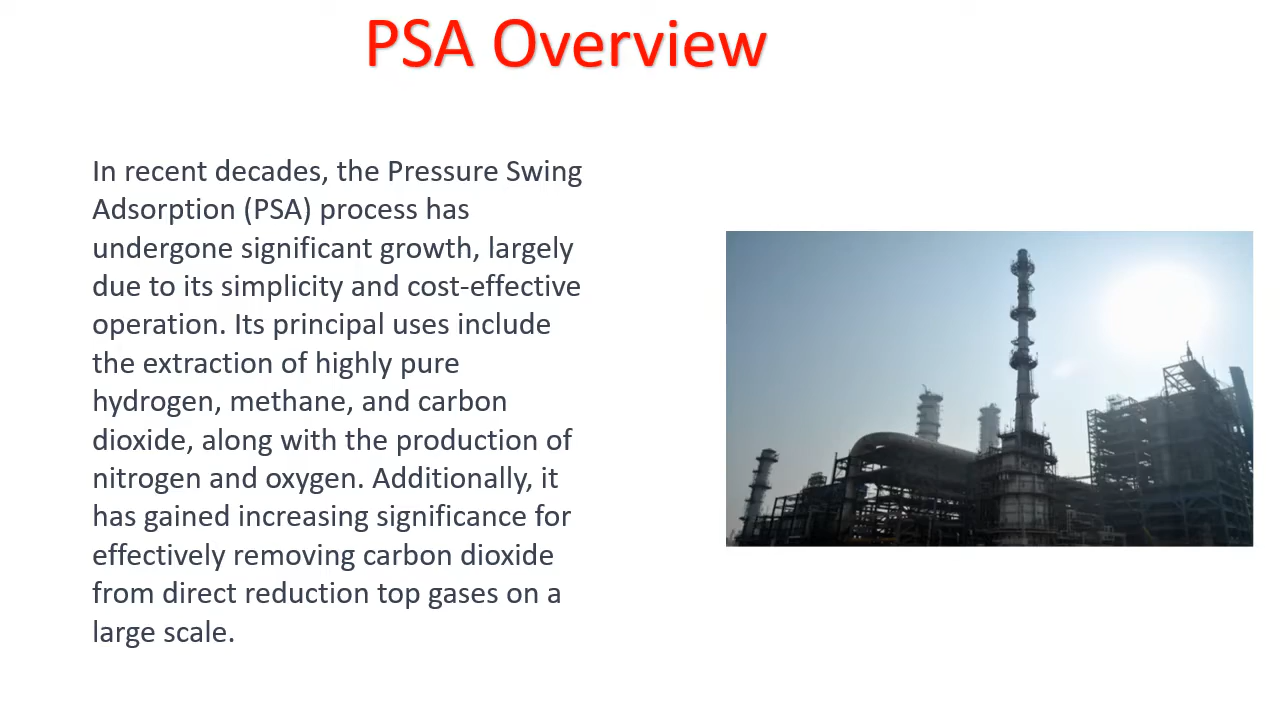 PSA Overview
In recent decades, the Pressure Swing
Adsorption (PSA) process has
undergone significant growth, largely
due to its simplicity and cost-effective
operation. Its principal uses include
the extraction of highly pure
hydrogen, methane, and carbon
dioxide, along with the production of
nitrogen and oxygen. Additionally, it
has gained increasing significance for
effectively removing carbon dioxide
from direct reduction top gases on a
large scale.